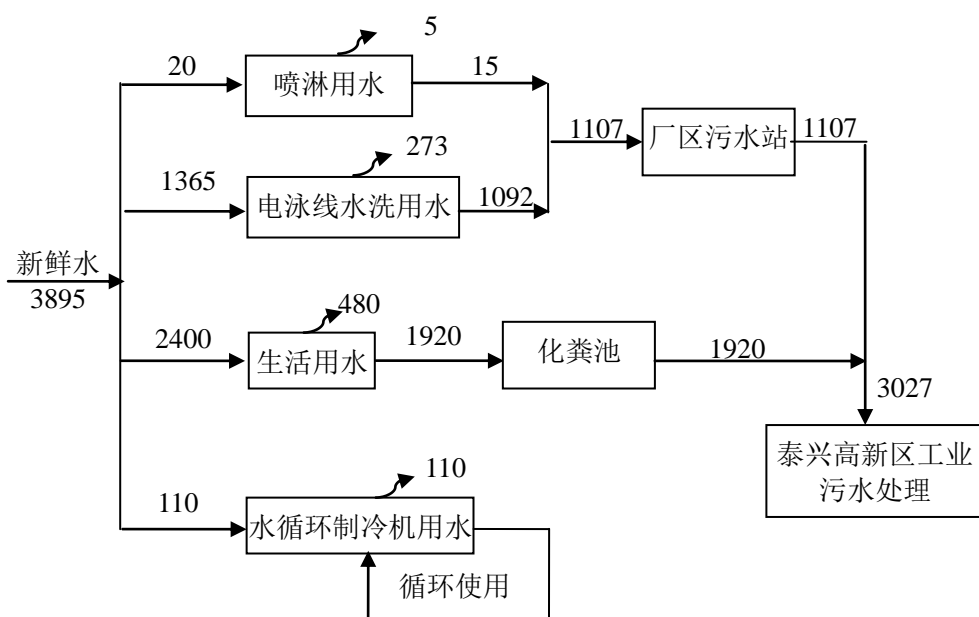 5
20
喷淋用水
15
1107
厂区污水站
1107
273
1365
电泳线水洗用水
1092
新鲜水
3895
480
2400
生活用水
1920
化粪池
1920
3027
泰兴高新区工业
污水处理
110
110
水循环制冷机用水
循环使用